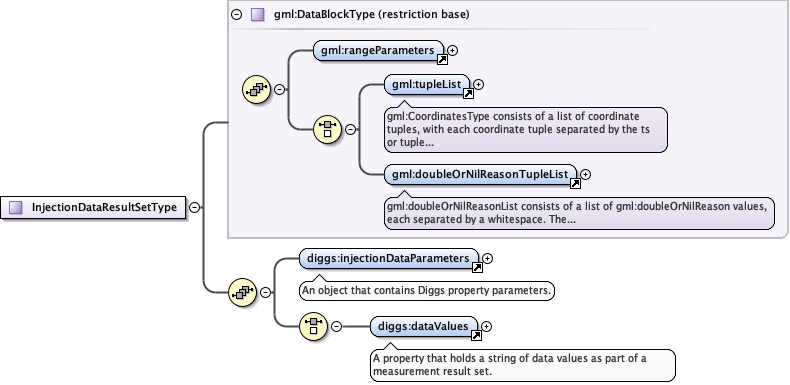 gml:DataBlockType (restriction base)
gml:rangeParameters
gml:tupleList
gml:CoordinatesType consists of a list of coordinate
tuples, with each coordinate tuple separated by the ts
or tuple...
gml:doubleOrNilReasonTupleList
gml:doubleOrNilReasonList consists of a list of gml:doubleOrNilReason values,
each separated by a whitespace. The...
InjectionDataResultSetType
diggs:injectionDataParameters
An object that contains Diggs property parameters.
diggs:dataValues
A property that holds a string of data values as part of a
measurement result set.